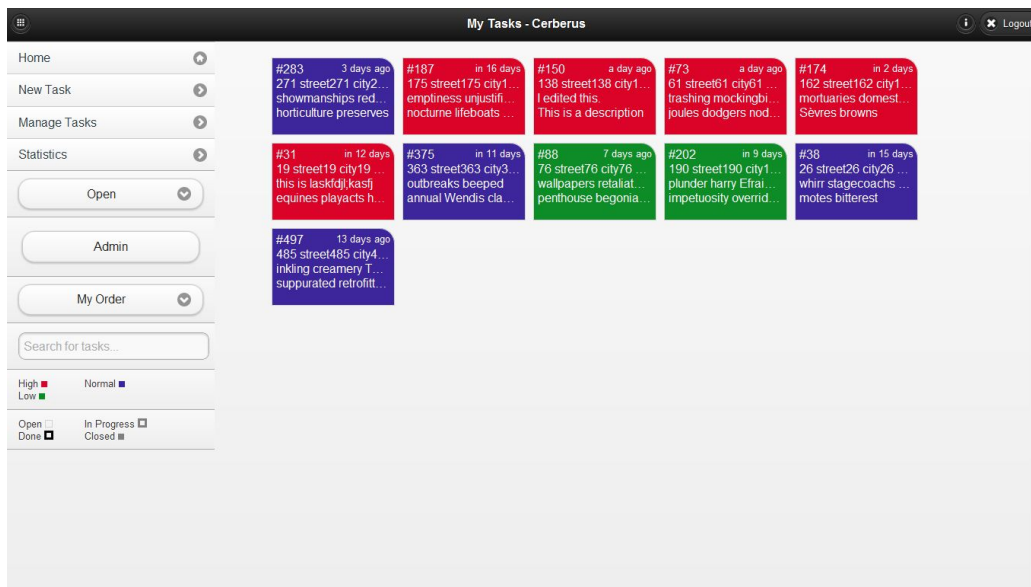 My Tasks - Cerberus
Logout
Home
New Task
Manage Tasks
Statistics
Open
Admin
My Order
Search for tasks...
High Normal
Low
Open In Progress
Done Closed
#283 3 days ago
271 street271 city2...
showmanships red...
horticulture preserves
#187 in 16 days
175 street175 city1...
emptiness unjustifi...
nocturne lifeboats ...
#150 a day ago
138 street138 city1...
I edited this.
This is a description
#73 a day ago
61 street61 city61 ...
trashing mockingbi...
joules dodgers nod...
#174 in 2 days
162 street162 city1...
mortuaries domest...
Sèvres browns
#31 in 12 days
19 street19 city19 ...
this is laskfdjl;kasfj
equines playacts h...
#375 in 11 days
363 street363 city3...
outbreaks beeped
annual Wendis cla...
#88 7 days ago
76 street76 city76 ...
wallpapers retaliat...
penthouse begonia...
#202 in 9 days
190 street190 city1...
plunder harry Efrai...
impetuosity overrid...
#38 in 15 days
26 street26 city26 ...
whirr stagecoachs ...
motes bitterest
#497 13 days ago
485 street485 city4...
inkling creamery T...
suppurated retrofitt...